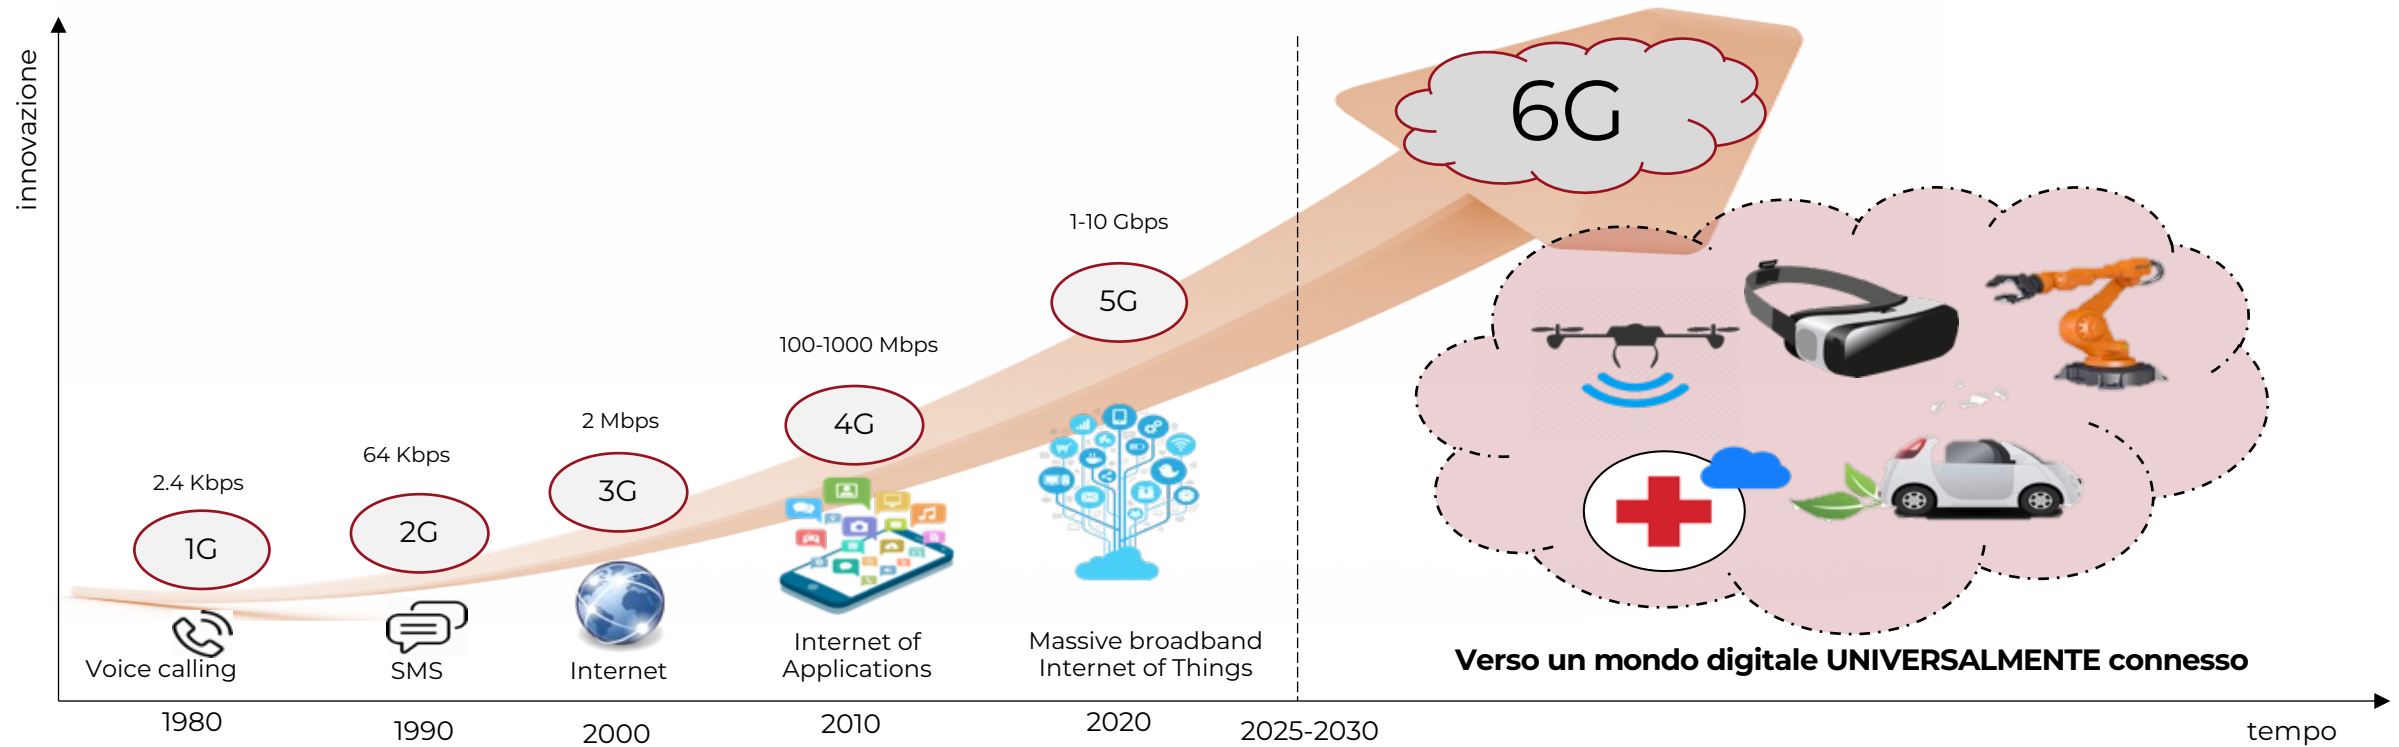 innovazione
2.4 Kbps
1G
Voice calling
1980
64 Kbps
2G
SMS
1990
2 Mbps
3G
Internet
2000
100-1000 Mbps
4G
Internet of
Applications
2010
1-10 Gbps
5G
Massive broadband
Internet of Things
2020
2025-2030
6G
Verso un mondo digitale UNIVERSALMENTE connesso
tempo